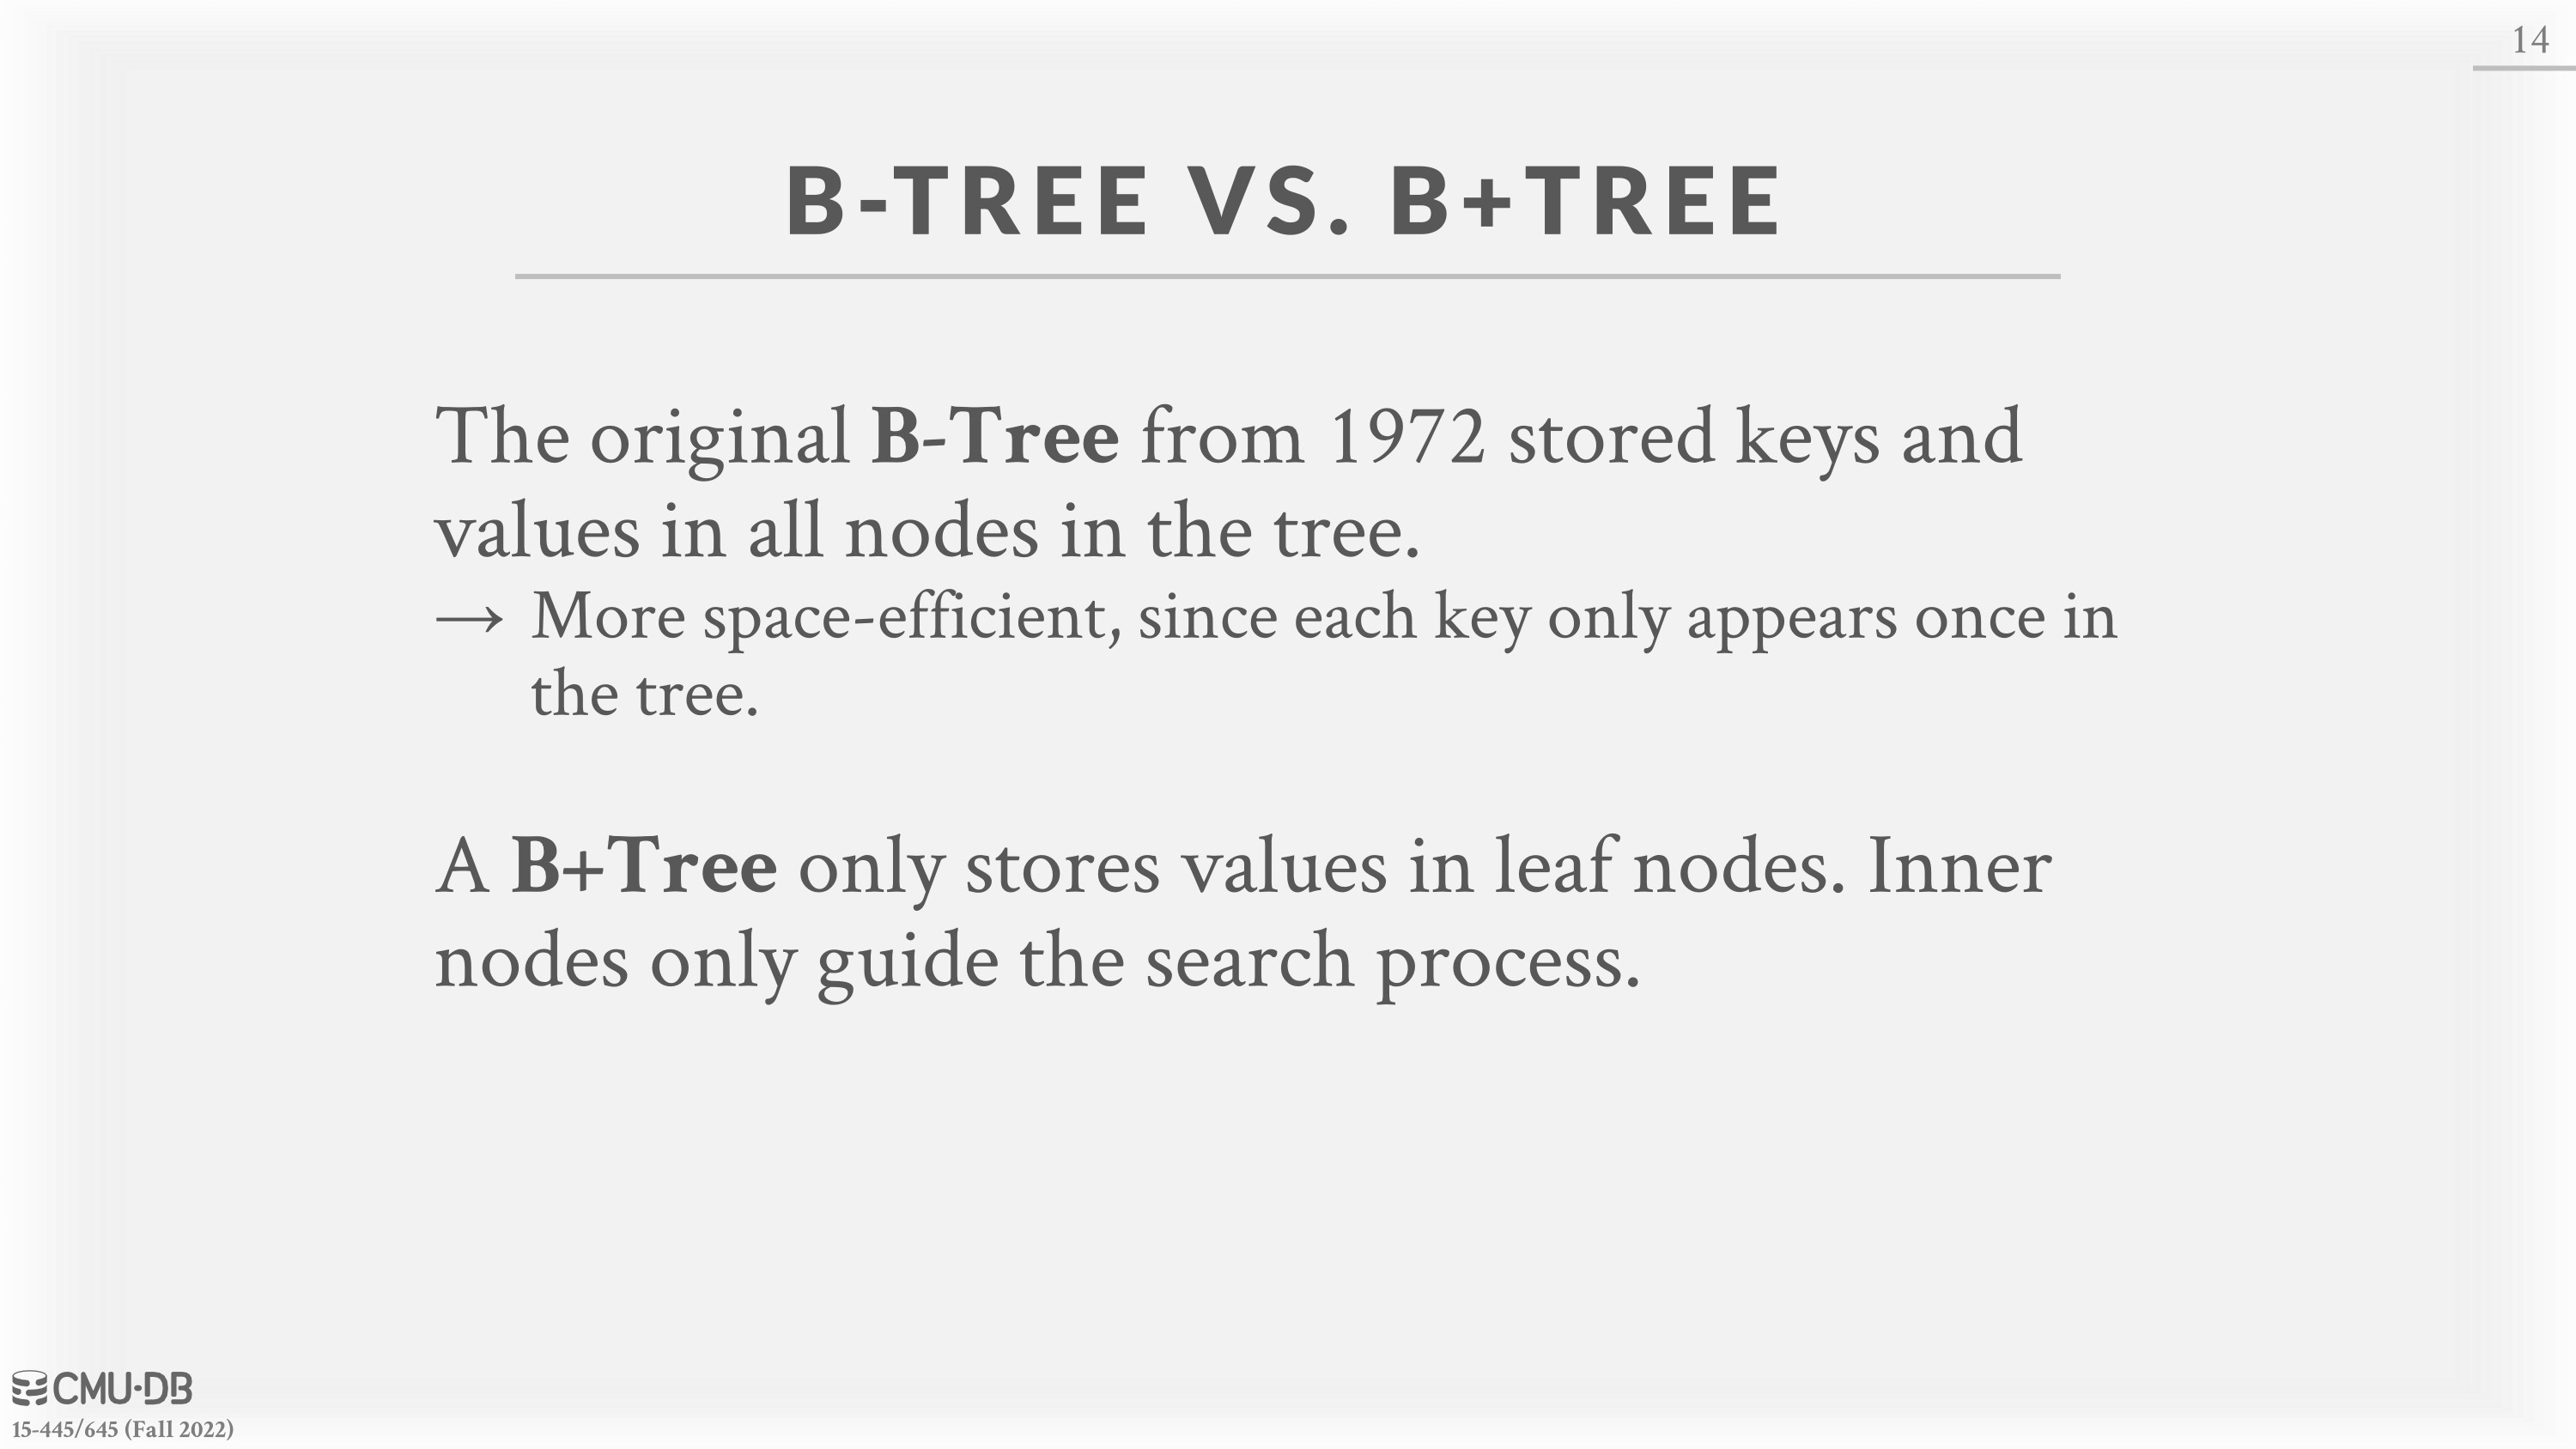 14
B-TREE VS. B+TREE
The original B-Tree from 1972 stored keys and
values in all nodes in the tree.
→ More space-efficient, since each key only appears once in
the tree.
A B+Tree only stores values in leaf nodes. Inner
nodes only guide the search process.
CMU·DB
15-445/645 (Fall 2022)